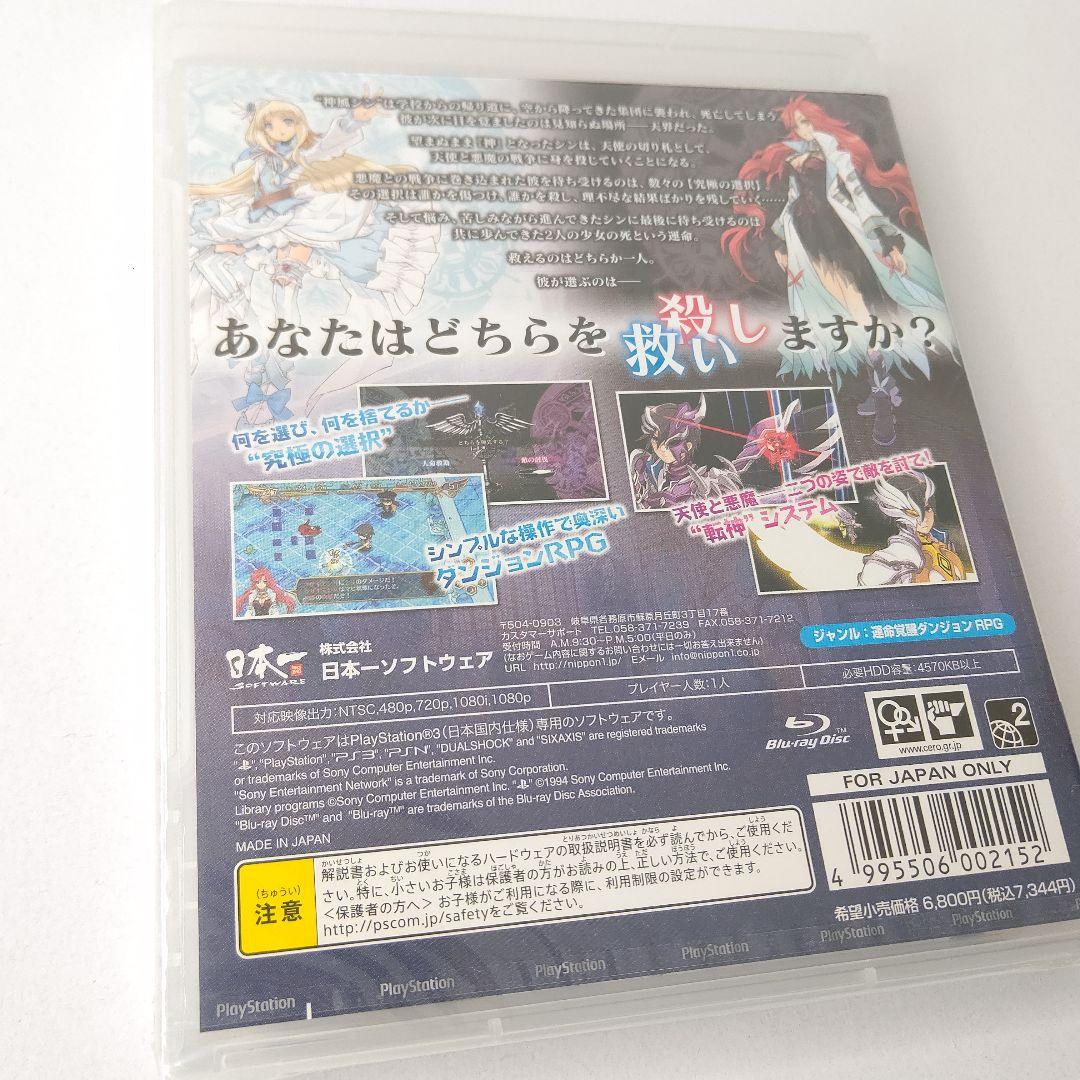 "神風シン"は学校からの帰り道に、空から降ってきた集団に襲われ、死亡してしまう
彼が次に目を覚ましたのは見知らぬ場所――天界だった。
望まぬまま『神』となったシンは、天使の切り札として、
天使と悪魔の戦争に身を投じていくことになる。
悪魔との戦争に巻き込まれた彼を待ち受けるのは、数々の【究極の選択】。
その選択は誰かを傷つけ、誰かを殺し、理不尽な結果ばかりを残していく……
そして悩み、苦しみながら進んできたシンに最後に待ち受けるのは
共に歩んできた2人の少女の死という運命。
救えるのはどちらか一人。
彼が選ぶのは――
あなたはどちらを 殺し 救い ますか?
何を選び、何を捨てるか――
"究極の選択"
人命救助
敵の殲滅
シンプルな操作で奥深い
ダンジョンRPG
天使と悪魔――二つの姿で敵を討て!
"転神"システム
〒504-0903 岐阜県各務原市蘇原月丘町3丁目17番
カスタマーサポート TEL.058-371-7239 FAX.058-371-7212
受付時間 A.M.9:30-P.M.5:00(平日のみ)
(なおゲーム内容に関するお問い合わせには一切お答え出来ません)
URL http://nippon1.jp/ Eメール info@nippon1.co.jp
日本一
SOFTWARE
株式会社
日本一ソフトウェア
ジャンル:運命覚醒ダンジョンRPG
対応映像出力:NTSC,480p,720p,1080i,1080p
プレイヤー人数:1人
必要HDD容量:4570KB以上
このソフトウェアはPlayStation®3(日本国内仕様)専用のソフトウェアです。
"PlayStation", "PS3", "PSN", "DUALSHOCK" and "SIXAXIS" are registered trademarks
or trademarks of Sony Computer Entertainment Inc.
"Sony Entertainment Network" is a trademark of Sony Corporation.
Library programs ©Sony Computer Entertainment Inc. ©1994 Sony Computer Entertainment Inc.
"Blu-ray Disc™" and "Blu-ray™" are trademarks of the Blu-ray Disc Association.
MADE IN JAPAN
Blu-ray Disc™
www.cero.gr.jp
2
FOR JAPAN ONLY
4 995506 002152
希望小売価格 6,800円(税込7,344円)
(ちゅうい)
注意
解説書およびお使いになるハードウェアの取扱説明書を必ず読んでから、ご使用くだ
さい。特に、小さいお子様は保護者の方がお読みの上、正しい方法で、ご使用ください。
<保護者の方へ> お子様がご利用になる際に、利用制限の設定ができます。
http://pscom.jp/safetyをご覧ください。
PlayStation
PlayStation
PlayStation
PlayStation
PlayStation
PlayStation